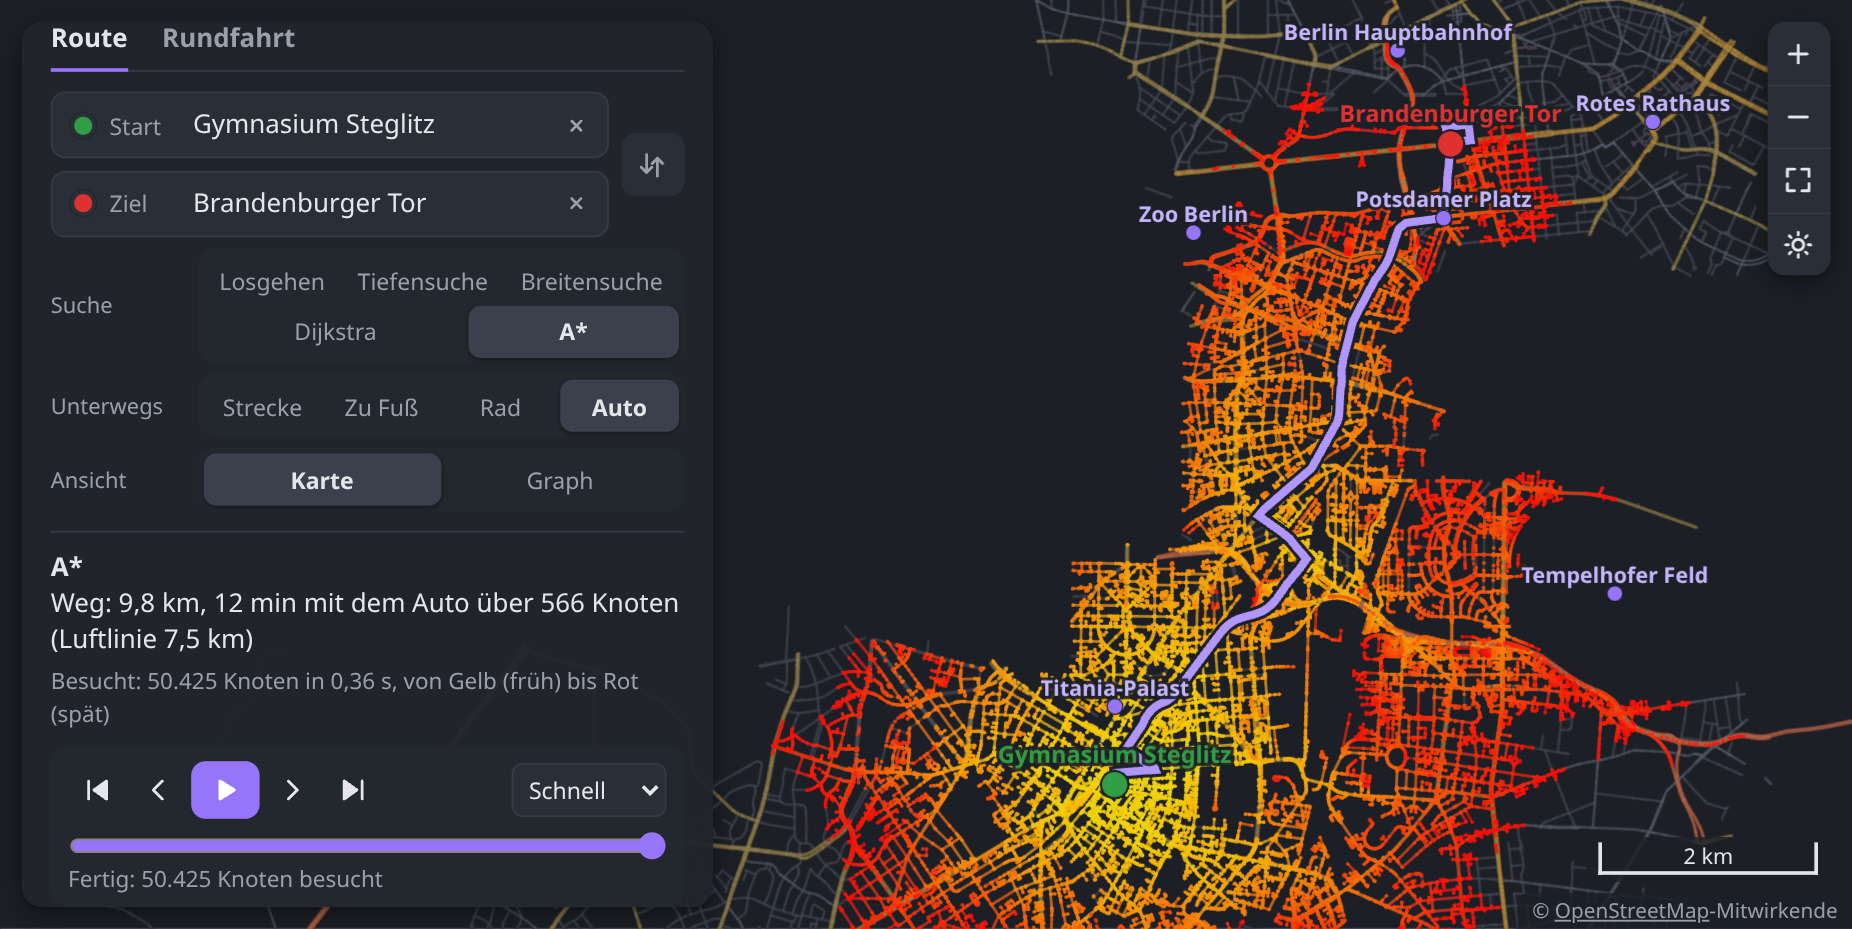 Route Rundfahrt
Start Gymnasium Steglitz ×
Ziel Brandenburger Tor ×
Suche
Losgehen Tiefensuche Breitensuche
Dijkstra A*
Unterwegs Strecke Zu Fuß Rad Auto
Ansicht Karte Graph
A*
Weg: 9,8 km, 12 min mit dem Auto über 566 Knoten
(Luftlinie 7,5 km)
Besucht: 50.425 Knoten in 0,36 s, von Gelb (früh) bis Rot
(spät)
Schnell
Fertig: 50.425 Knoten besucht
Berlin Hauptbahnhof
Rotes Rathaus
Brandenburger Tor
Potsdamer Platz
Zoo Berlin
Tempelhofer Feld
Titania-Palast
Gymnasium Steglitz
2 km
© OpenStreetMap-Mitwirkende